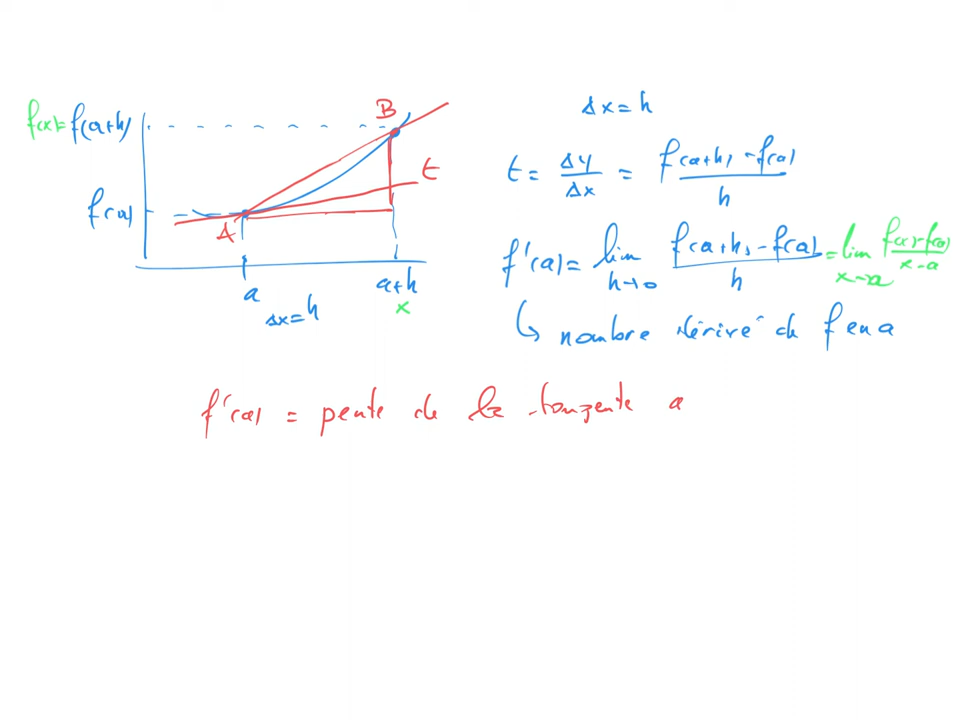 f(x)= f(a+h)
B
Δx = h
t
t = Δy/Δx = (f(a+h) - f(a))/h
f(a)
A
f'(a) = lim h→0 (f(a+h) - f(a))/h = lim x→a (f(x)-f(a))/(x-a)
a
a+h
x
Δx = h
↳ nombre dérivé de f en a
f'(a) = pente de la tangente a